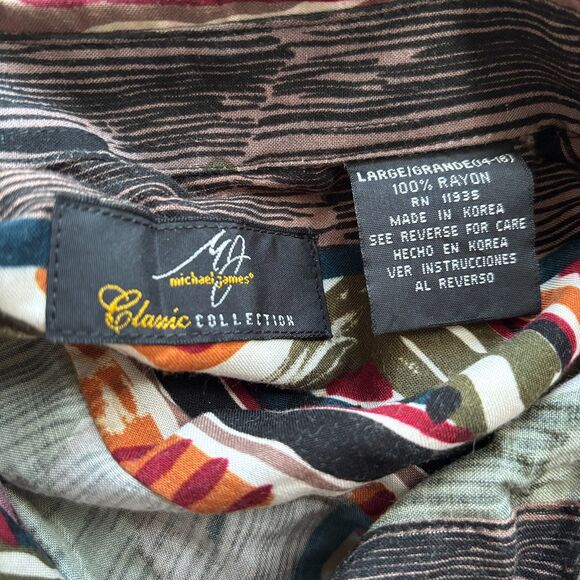 MJ
michael james®
Classic COLLECTION
LARGE/GRANDE(14-16)
100% RAYON
RN 11935
MADE IN KOREA
SEE REVERSE FOR CARE
HECHO EN KOREA
VER INSTRUCCIONES
AL REVERSO